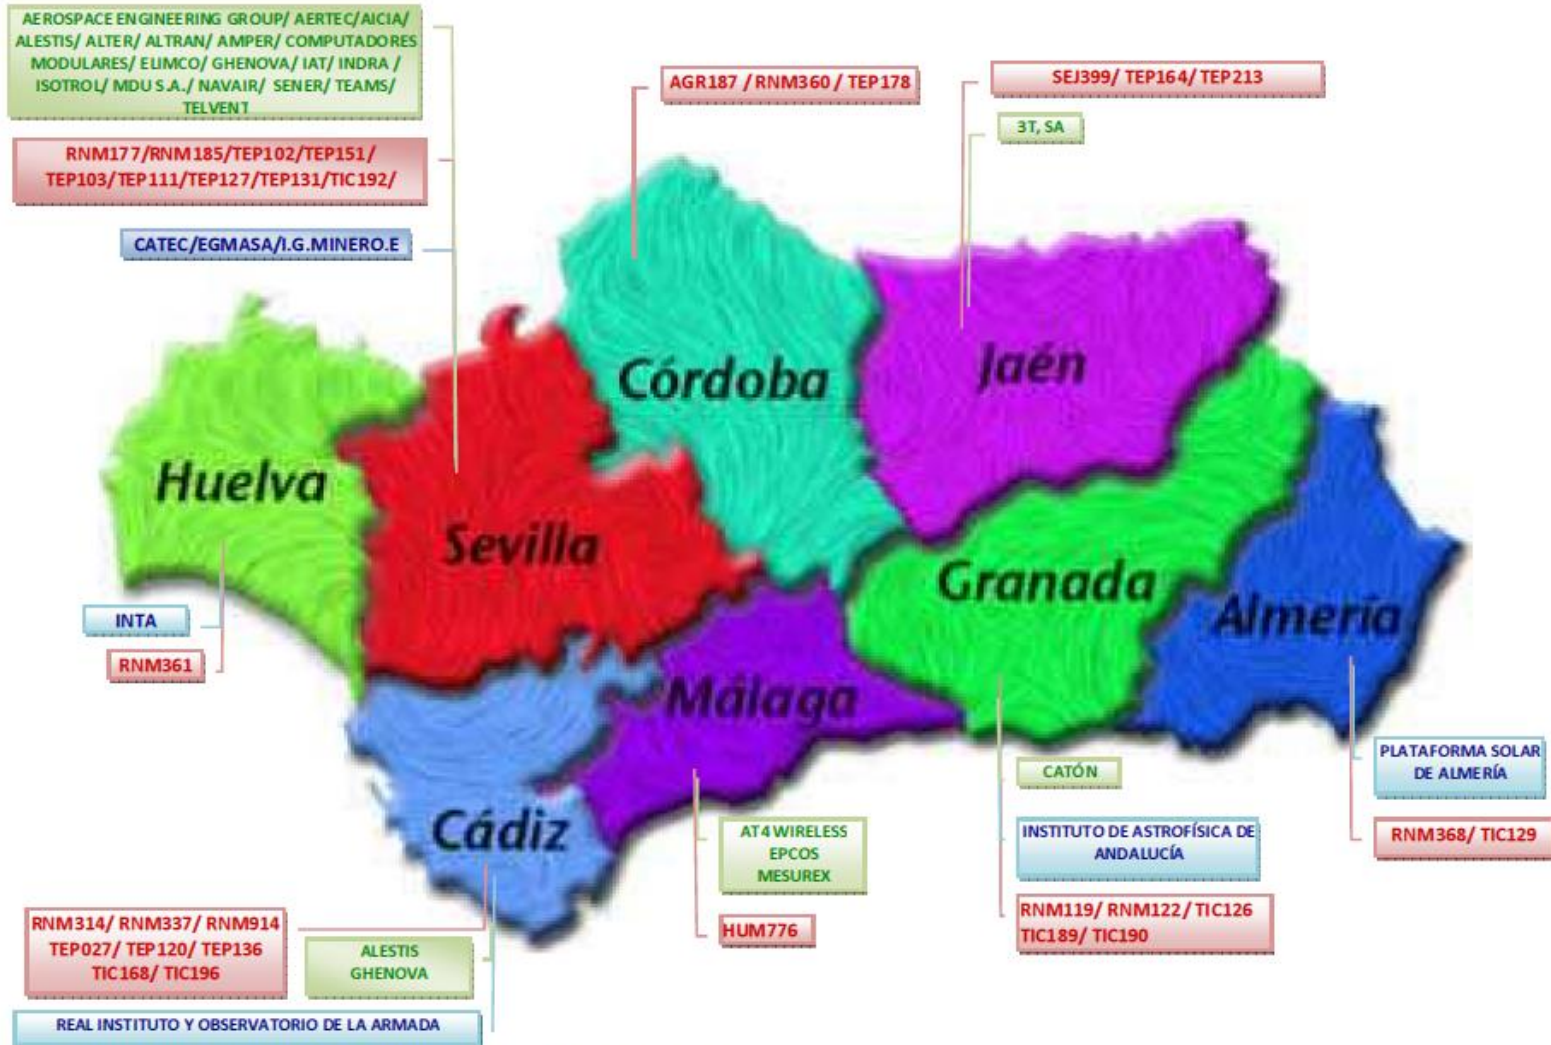 AEROSPACE ENGINEERING GROUP/ AERTEC/AICIA/
ALESTIS/ ALTER/ ALTRAN/ AMPER/ COMPUTADORES
MODULARES/ ELIMCO/ GHENOVA/ IAT/ INDRA /
ISOTROL/ MDU S.A./ NAVAIR/ SENER/ TEAMS/
TELVENT
RNM177/RNM185/TEP102/TEP151/
TEP103/TEP111/TEP127/TEP131/TIC192/
CATEC/EGMASA/I.G.MINERO.E
AGR187 / RNM360 / TEP178
SEJ399/ TEP164/ TEP213
3T, SA
Córdoba
Jaén
Huelva
Sevilla
Granada
Almería
Málaga
Cádiz
INTA
RNM361
PLATAFORMA SOLAR
DE ALMERÍA
RNM368/ TIC129
CATÓN
INSTITUTO DE ASTROFÍSICA DE
ANDALUCÍA
RNM119/ RNM122/ TIC126
TIC189/ TIC190
AT4 WIRELESS
EPCOS
MESUREX
HUM776
RNM314/ RNM337/ RNM914
TEP027/ TEP120/ TEP136
TIC168/ TIC196
ALESTIS
GHENOVA
REAL INSTITUTO Y OBSERVATORIO DE LA ARMADA